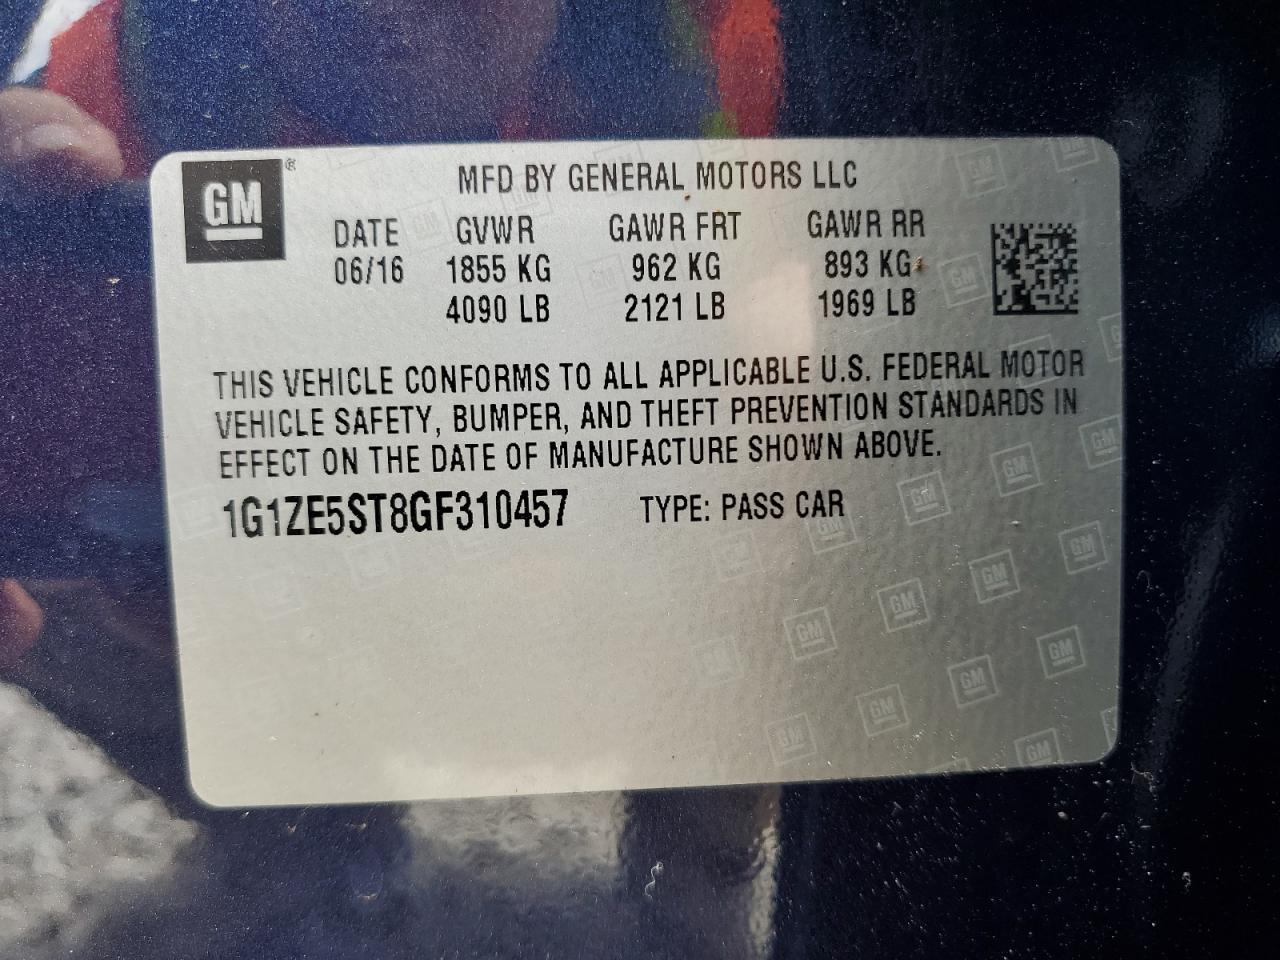 GM®
MFD BY GENERAL MOTORS LLC
DATE GVWR GAWR FRT GAWR RR
06/16 1855 KG 962 KG 893 KG
4090 LB 2121 LB 1969 LB
THIS VEHICLE CONFORMS TO ALL APPLICABLE U.S. FEDERAL MOTOR
VEHICLE SAFETY, BUMPER, AND THEFT PREVENTION STANDARDS IN
EFFECT ON THE DATE OF MANUFACTURE SHOWN ABOVE.
1G1ZE5ST8GF310457 TYPE: PASS CAR